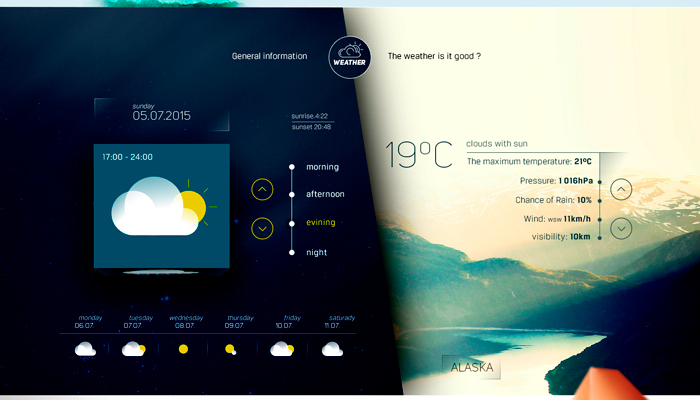 General information
WEATHER
The weather is it good ?
sunday
05.07.2015
sunrise.4:22
sunset 20:48
17:00 - 24:00
morning
afternoon
evining
night
19ºC
clouds with sun
The maximum temperature: 21ºC
Pressure: 1 016hPa
Chance of Rain: 10%
Wind: wsw 11km/h
visibility: 10km
monday tuesday wednesday thursday friday saturady
06.07. 07.07. 08.07. 09.07. 10.07. 11.07.
ALASKA